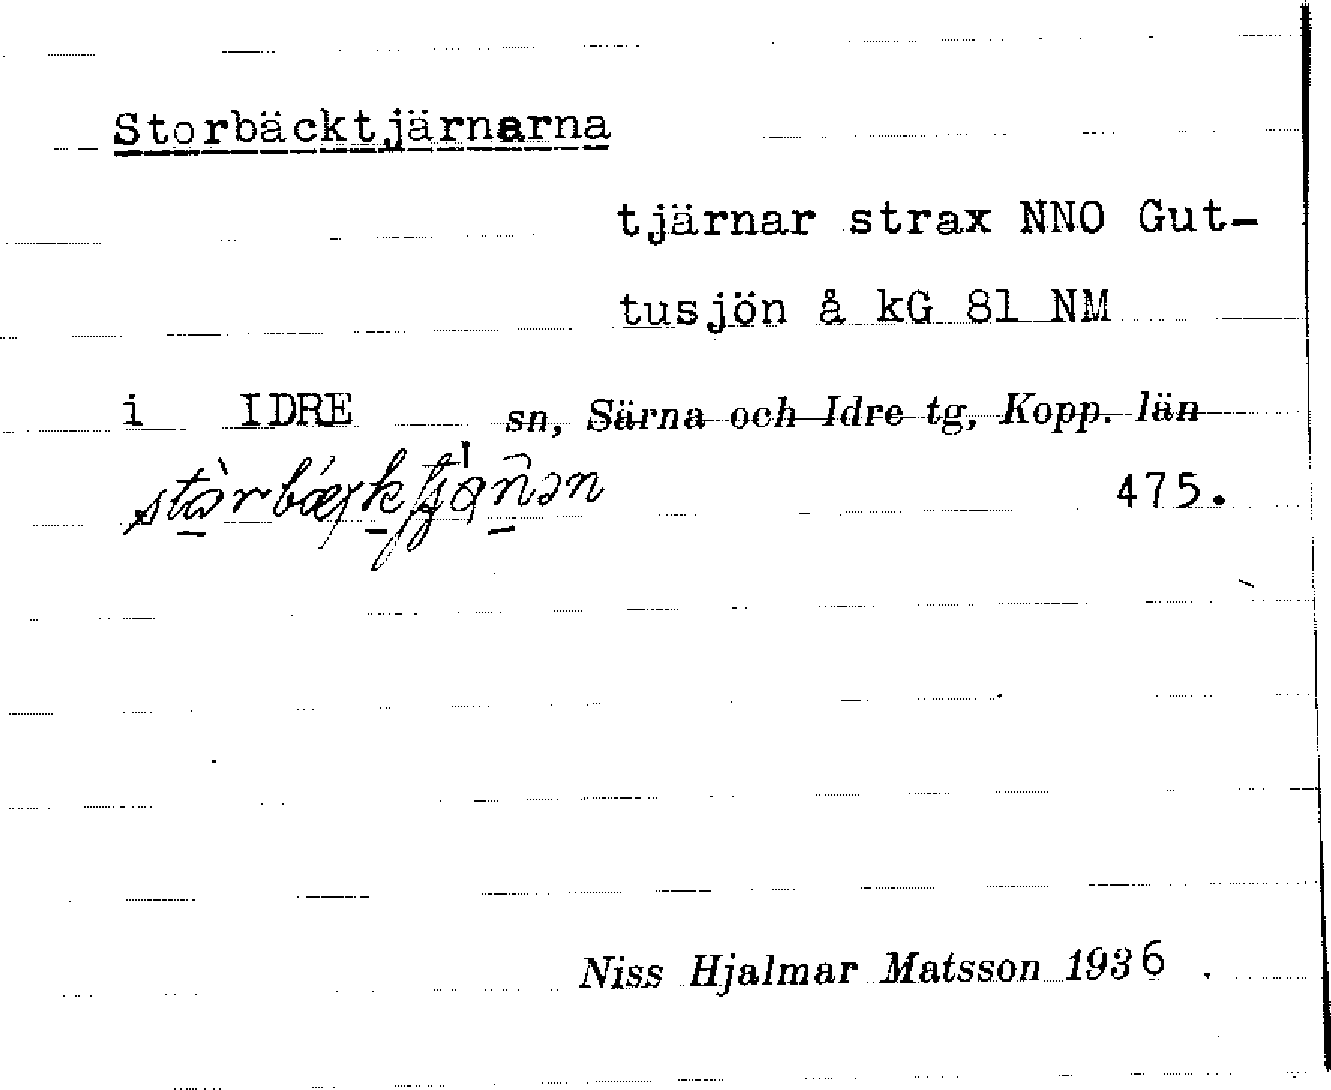 Storbäcktjärnarna
tjärnar strax NNO Gut-
tusjön å kG 81 NM
i IDRE sn, Särna och Idre tg, Kopp. län
475.
Niss Hjalmar Matsson 1936.